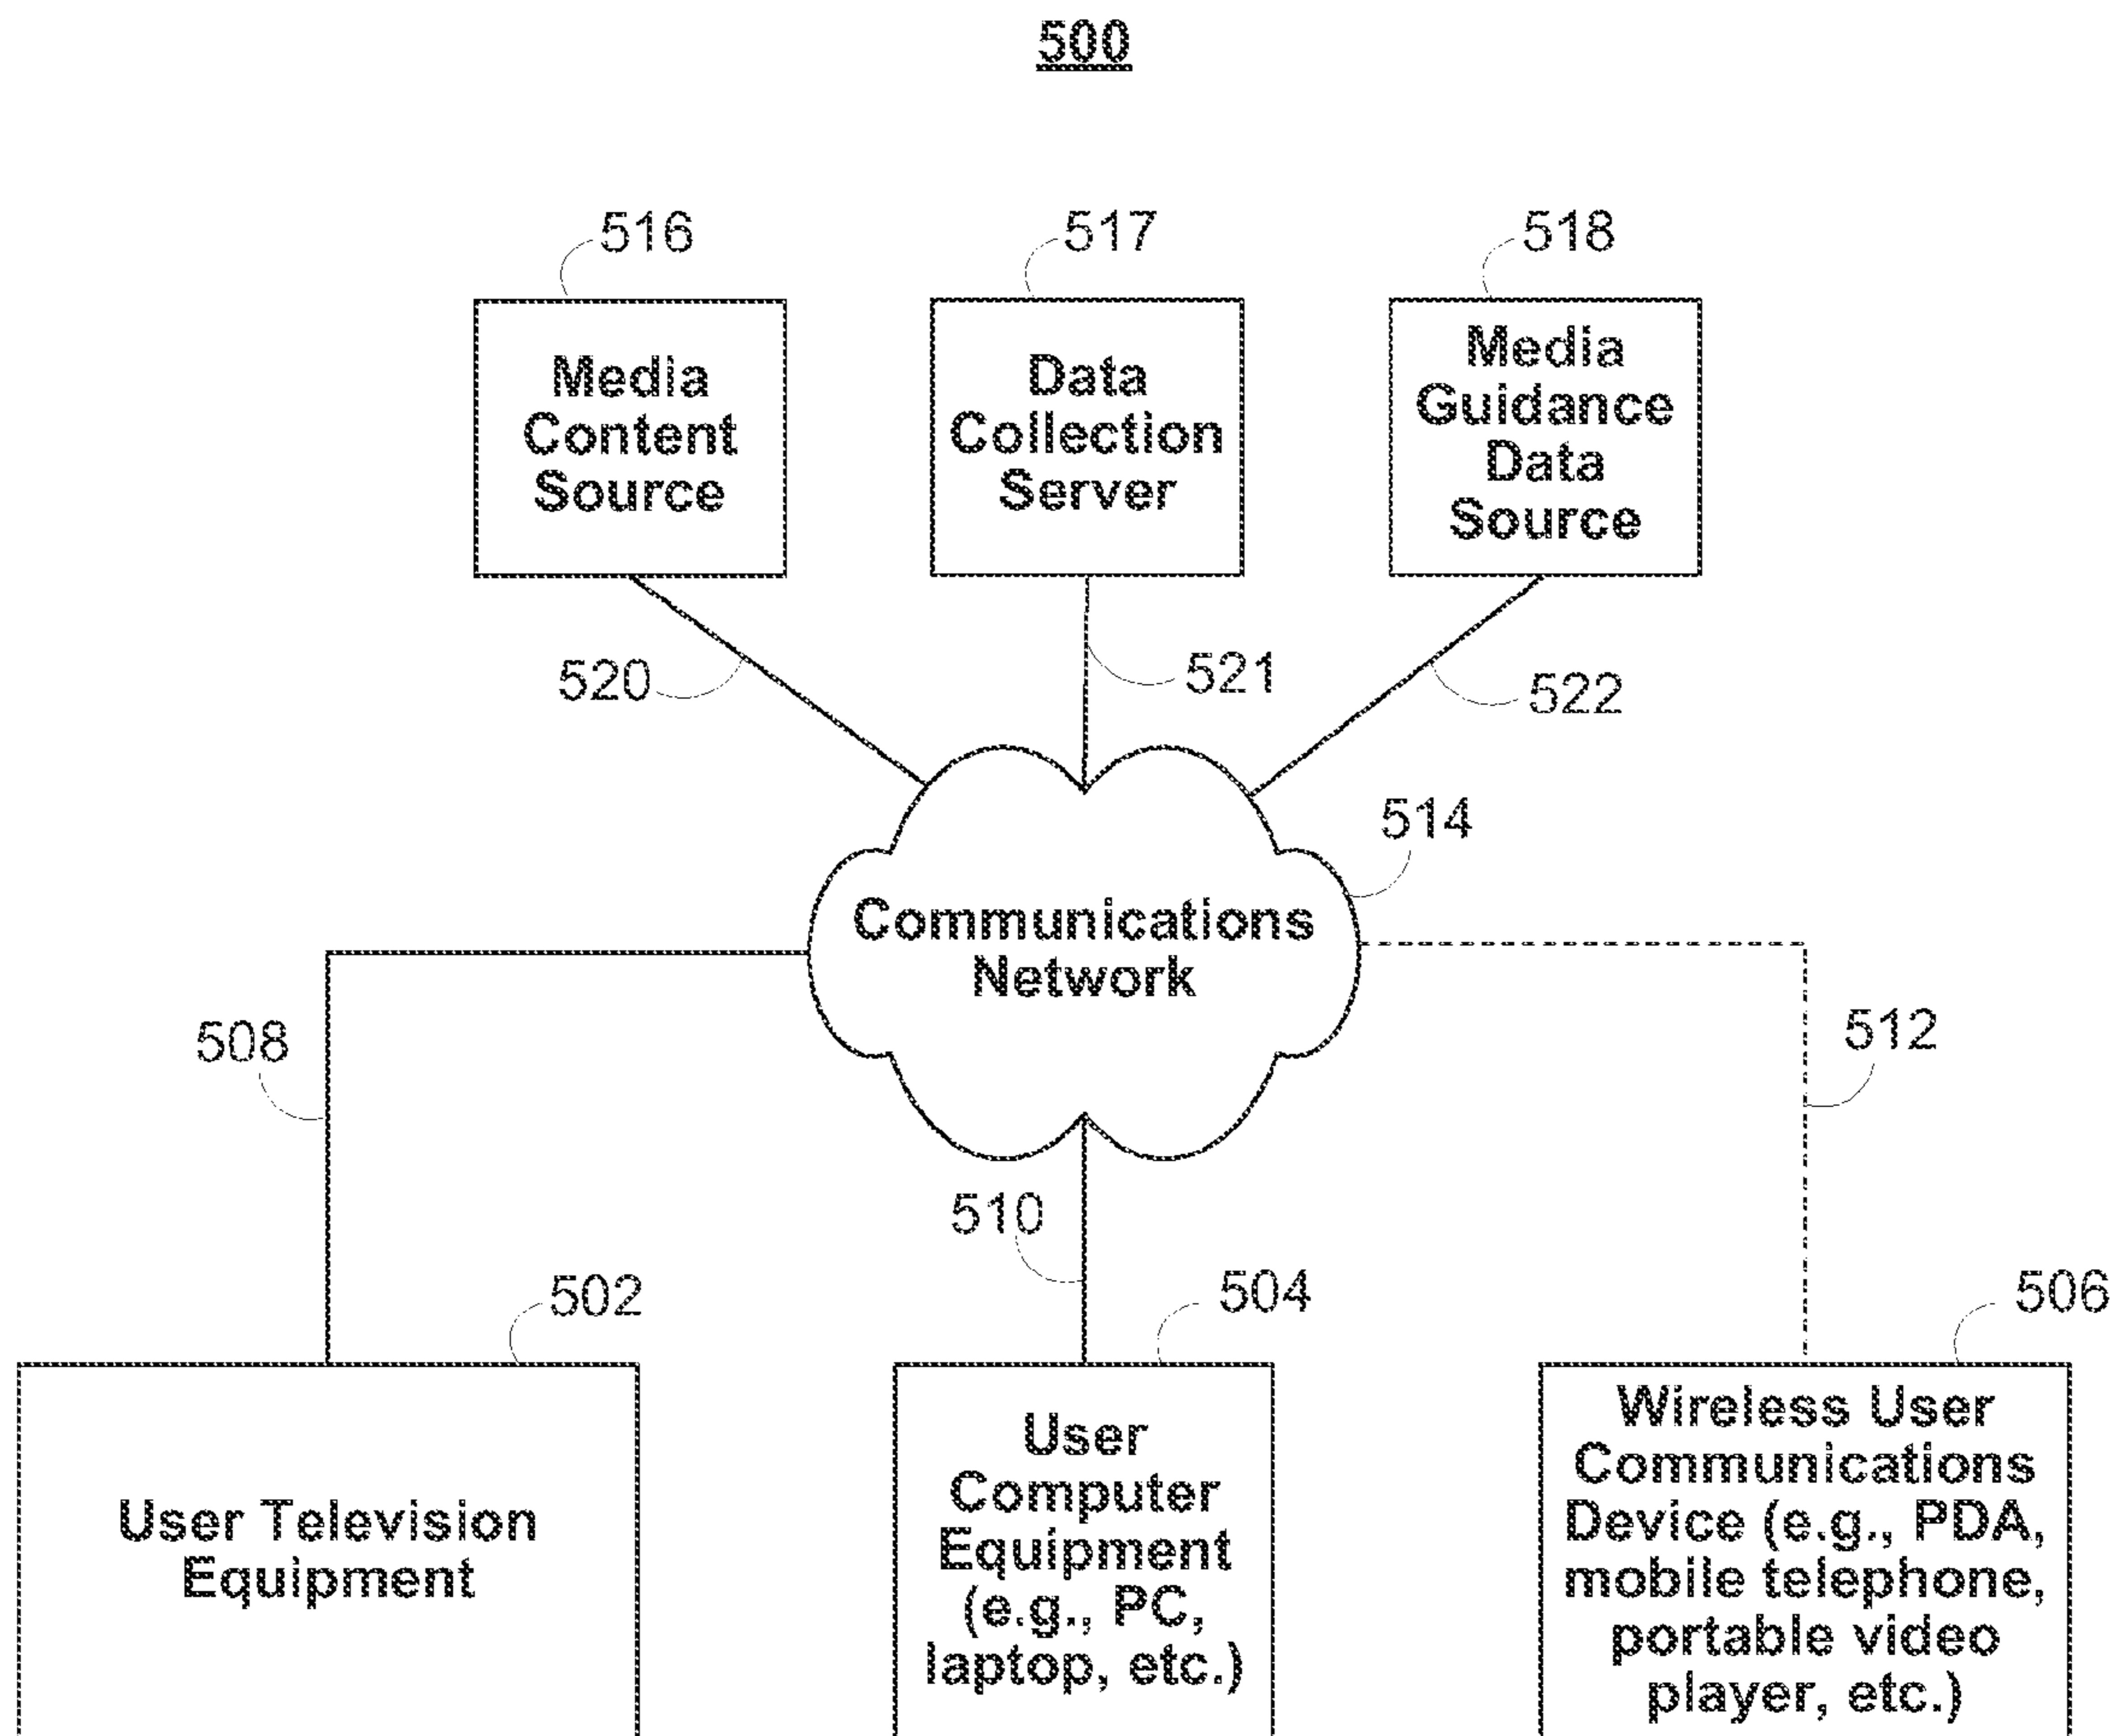 500
516
517
518
Media
Content
Source
Data
Collection
Server
Media
Guidance
Data
Source
520
521
522
514
Communications
Network
508
512
510
502
504
506
User Television
Equipment
User
Computer
Equipment
(e.g., PC,
laptop, etc.)
Wireless User
Communications
Device (e.g., PDA,
mobile telephone,
portable video
player, etc.)